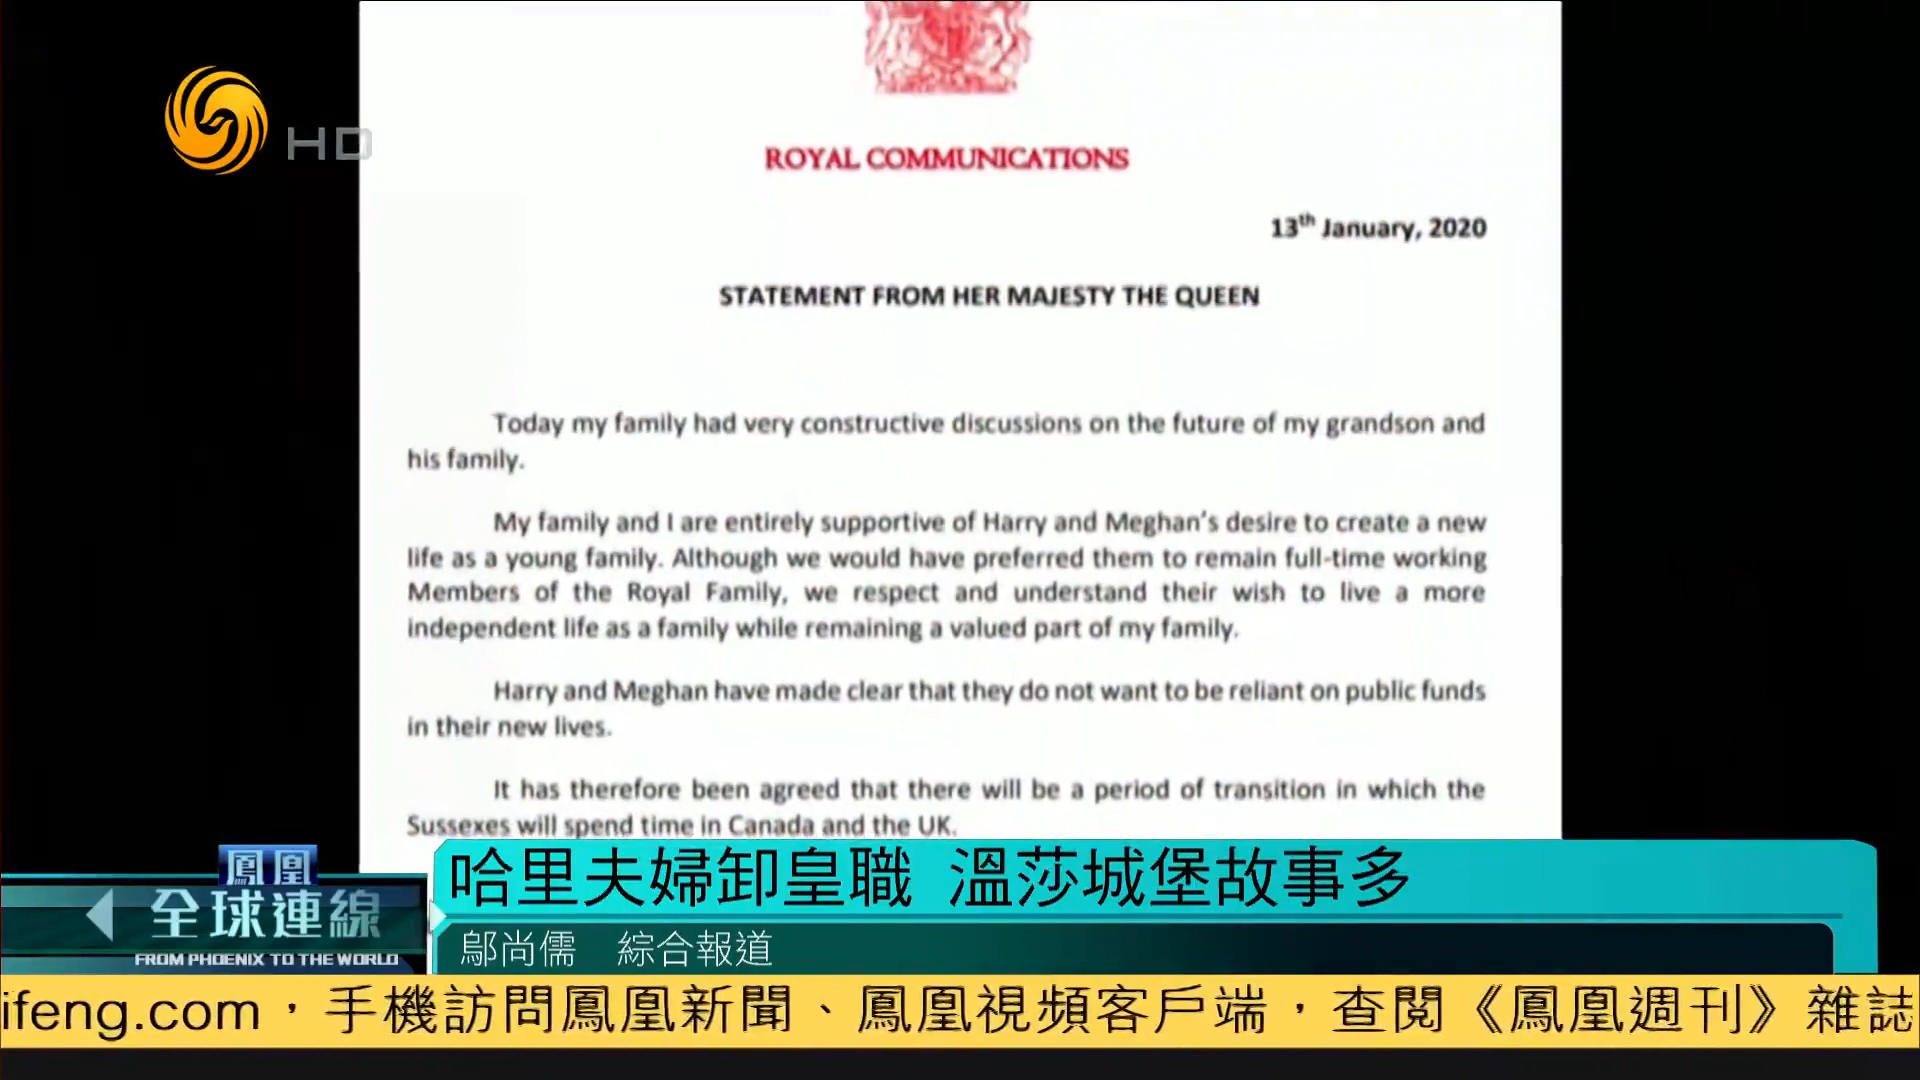 HD
ROYAL COMMUNICATIONS
13th January, 2020
STATEMENT FROM HER MAJESTY THE QUEEN
Today my family had very constructive discussions on the future of my grandson and
his family.
My family and I are entirely supportive of Harry and Meghan's desire to create a new
life as a young family. Although we would have preferred them to remain full-time working
Members of the Royal Family, we respect and understand their wish to live a more
independent life as a family while remaining a valued part of my family.
Harry and Meghan have made clear that they do not want to be reliant on public funds
in their new lives.
It has therefore been agreed that there will be a period of transition in which the
Sussexes will spend time in Canada and the UK.
鳳凰
全球連線
FROM PHOENIX TO THE WORLD
哈里夫婦卸皇職 溫莎城堡故事多
鄔尚儒 綜合報道
ifeng.com，手機訪問鳳凰新聞、鳳凰視頻客戶端，查閱《鳳凰週刊》雜誌